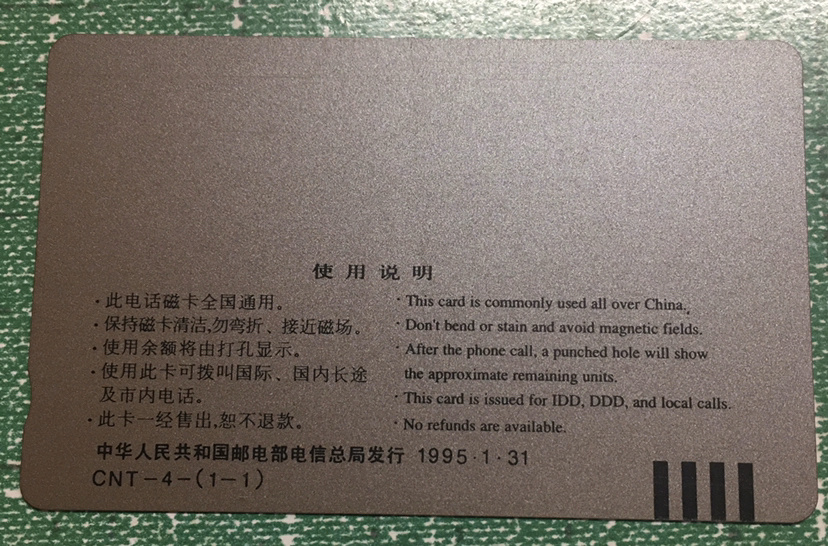 使用说明
·此电话磁卡全国通用。
·保持磁卡清洁,勿弯折、接近磁场。
·使用余额将由打孔显示。
·使用此卡可拨叫国际、国内长途
及市内电话。
·此卡一经售出,恕不退款。
·This card is commonly used all over China.
·Don't bend or stain and avoid magnetic fields.
·After the phone call, a punched hole will show
the approximate remaining units.
·This card is issued for IDD, DDD, and local calls.
·No refunds are available.
中华人民共和国邮电部电信总局发行 1995·1·31
CNT-4-(1-1)